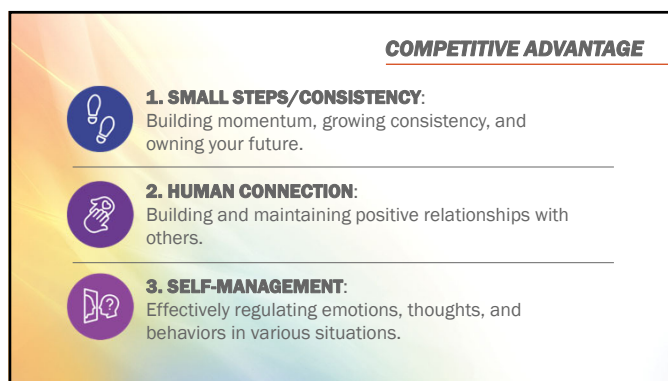 COMPETITIVE ADVANTAGE
1. SMALL STEPS/CONSISTENCY:
Building momentum, growing consistency, and
owning your future.
2. HUMAN CONNECTION:
Building and maintaining positive relationships with
others.
3. SELF-MANAGEMENT:
Effectively regulating emotions, thoughts, and
behaviors in various situations.